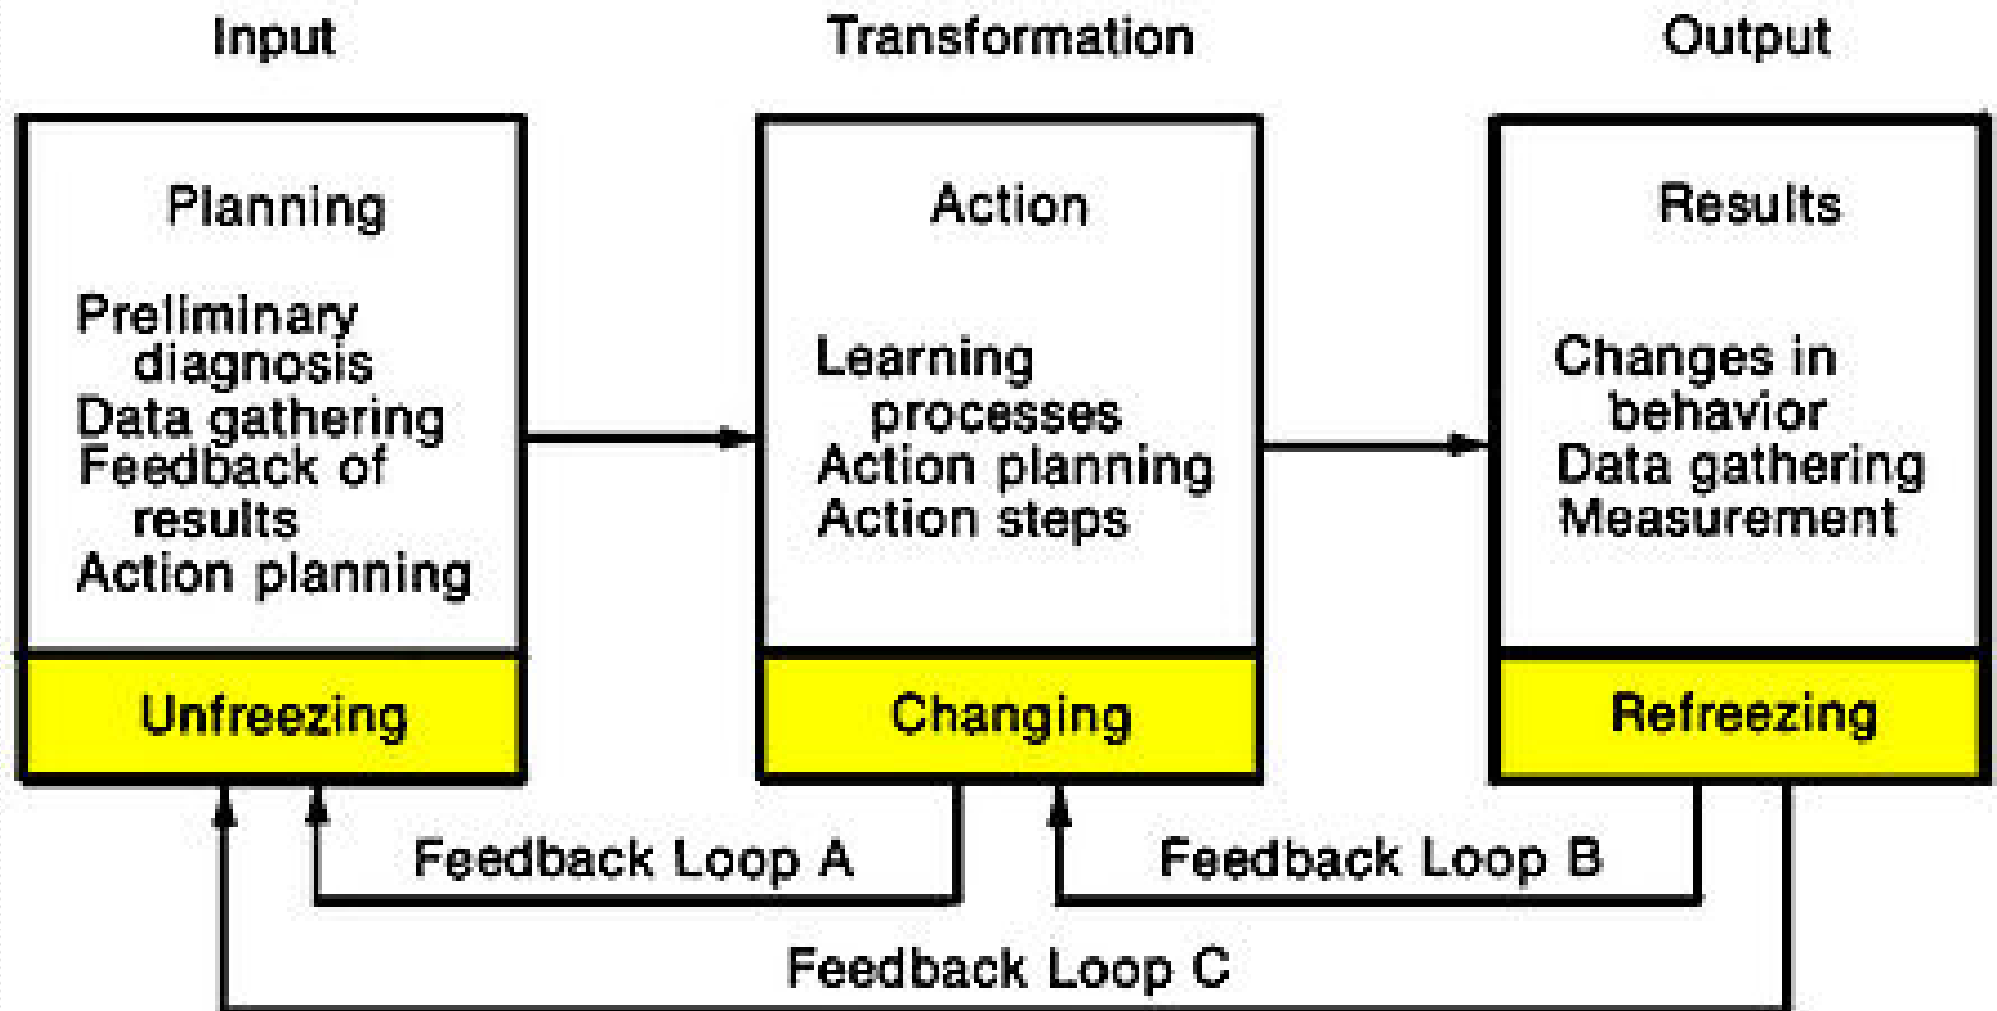 Input
Transformation
Output
Planning
Preliminary
diagnosis
Data gathering
Feedback of
results
Action planning
Unfreezing
Action
Learning
processes
Action planning
Action steps
Changing
Results
Changes in
behavior
Data gathering
Measurement
Refreezing
Feedback Loop A
Feedback Loop B
Feedback Loop C